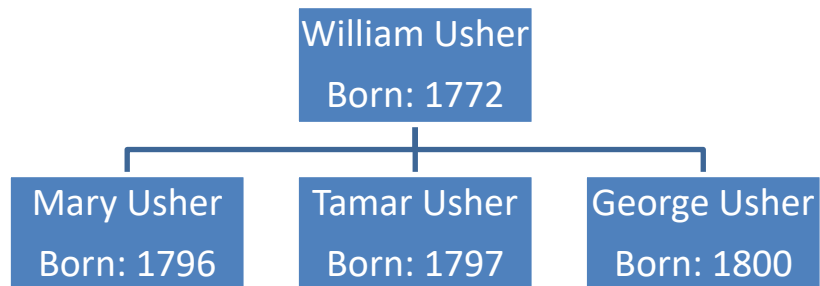 William Usher
Born: 1772
Mary Usher
Born: 1796
Tamar Usher
Born: 1797
George Usher
Born: 1800